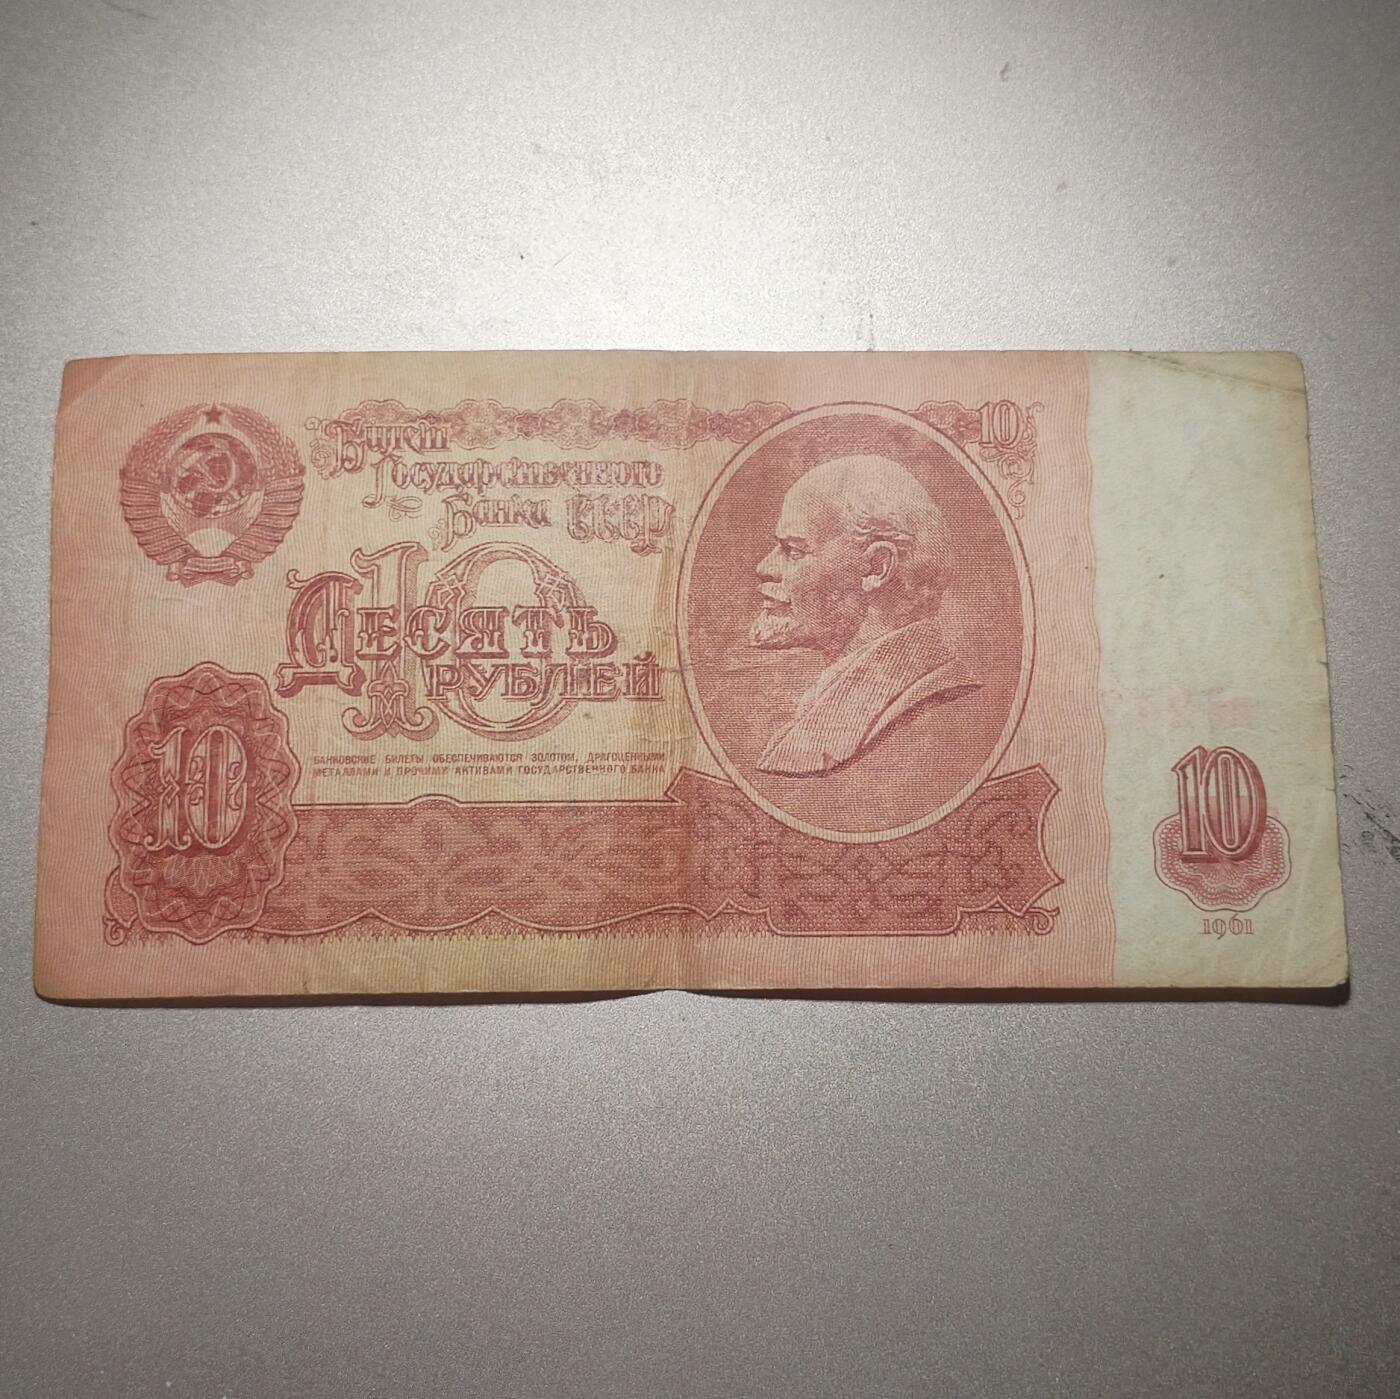 Билет
Государственного
Банка СССР
10
10
Десять
рублей
БАНКОВСКИЕ БИЛЕТЫ ОБЕСПЕЧИВАЮТСЯ ЗОЛОТОМ, ДРАГОЦЕННЫМИ
МЕТАЛЛАМИ И ПРОЧИМИ АКТИВАМИ ГОСУДАРСТВЕННОГО БАНКА
10
10
1961